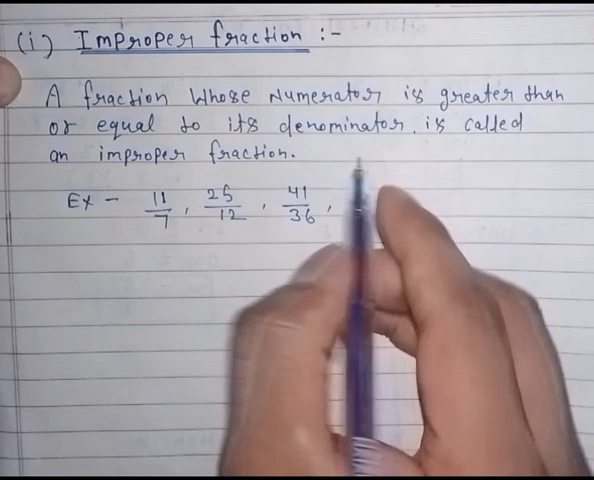 (i) Improper fraction :-
A fraction whose Numerator is greater than
or equal to its denominator, is called
an improper fraction.
Ex - 11/7, 25/12, 41/36,